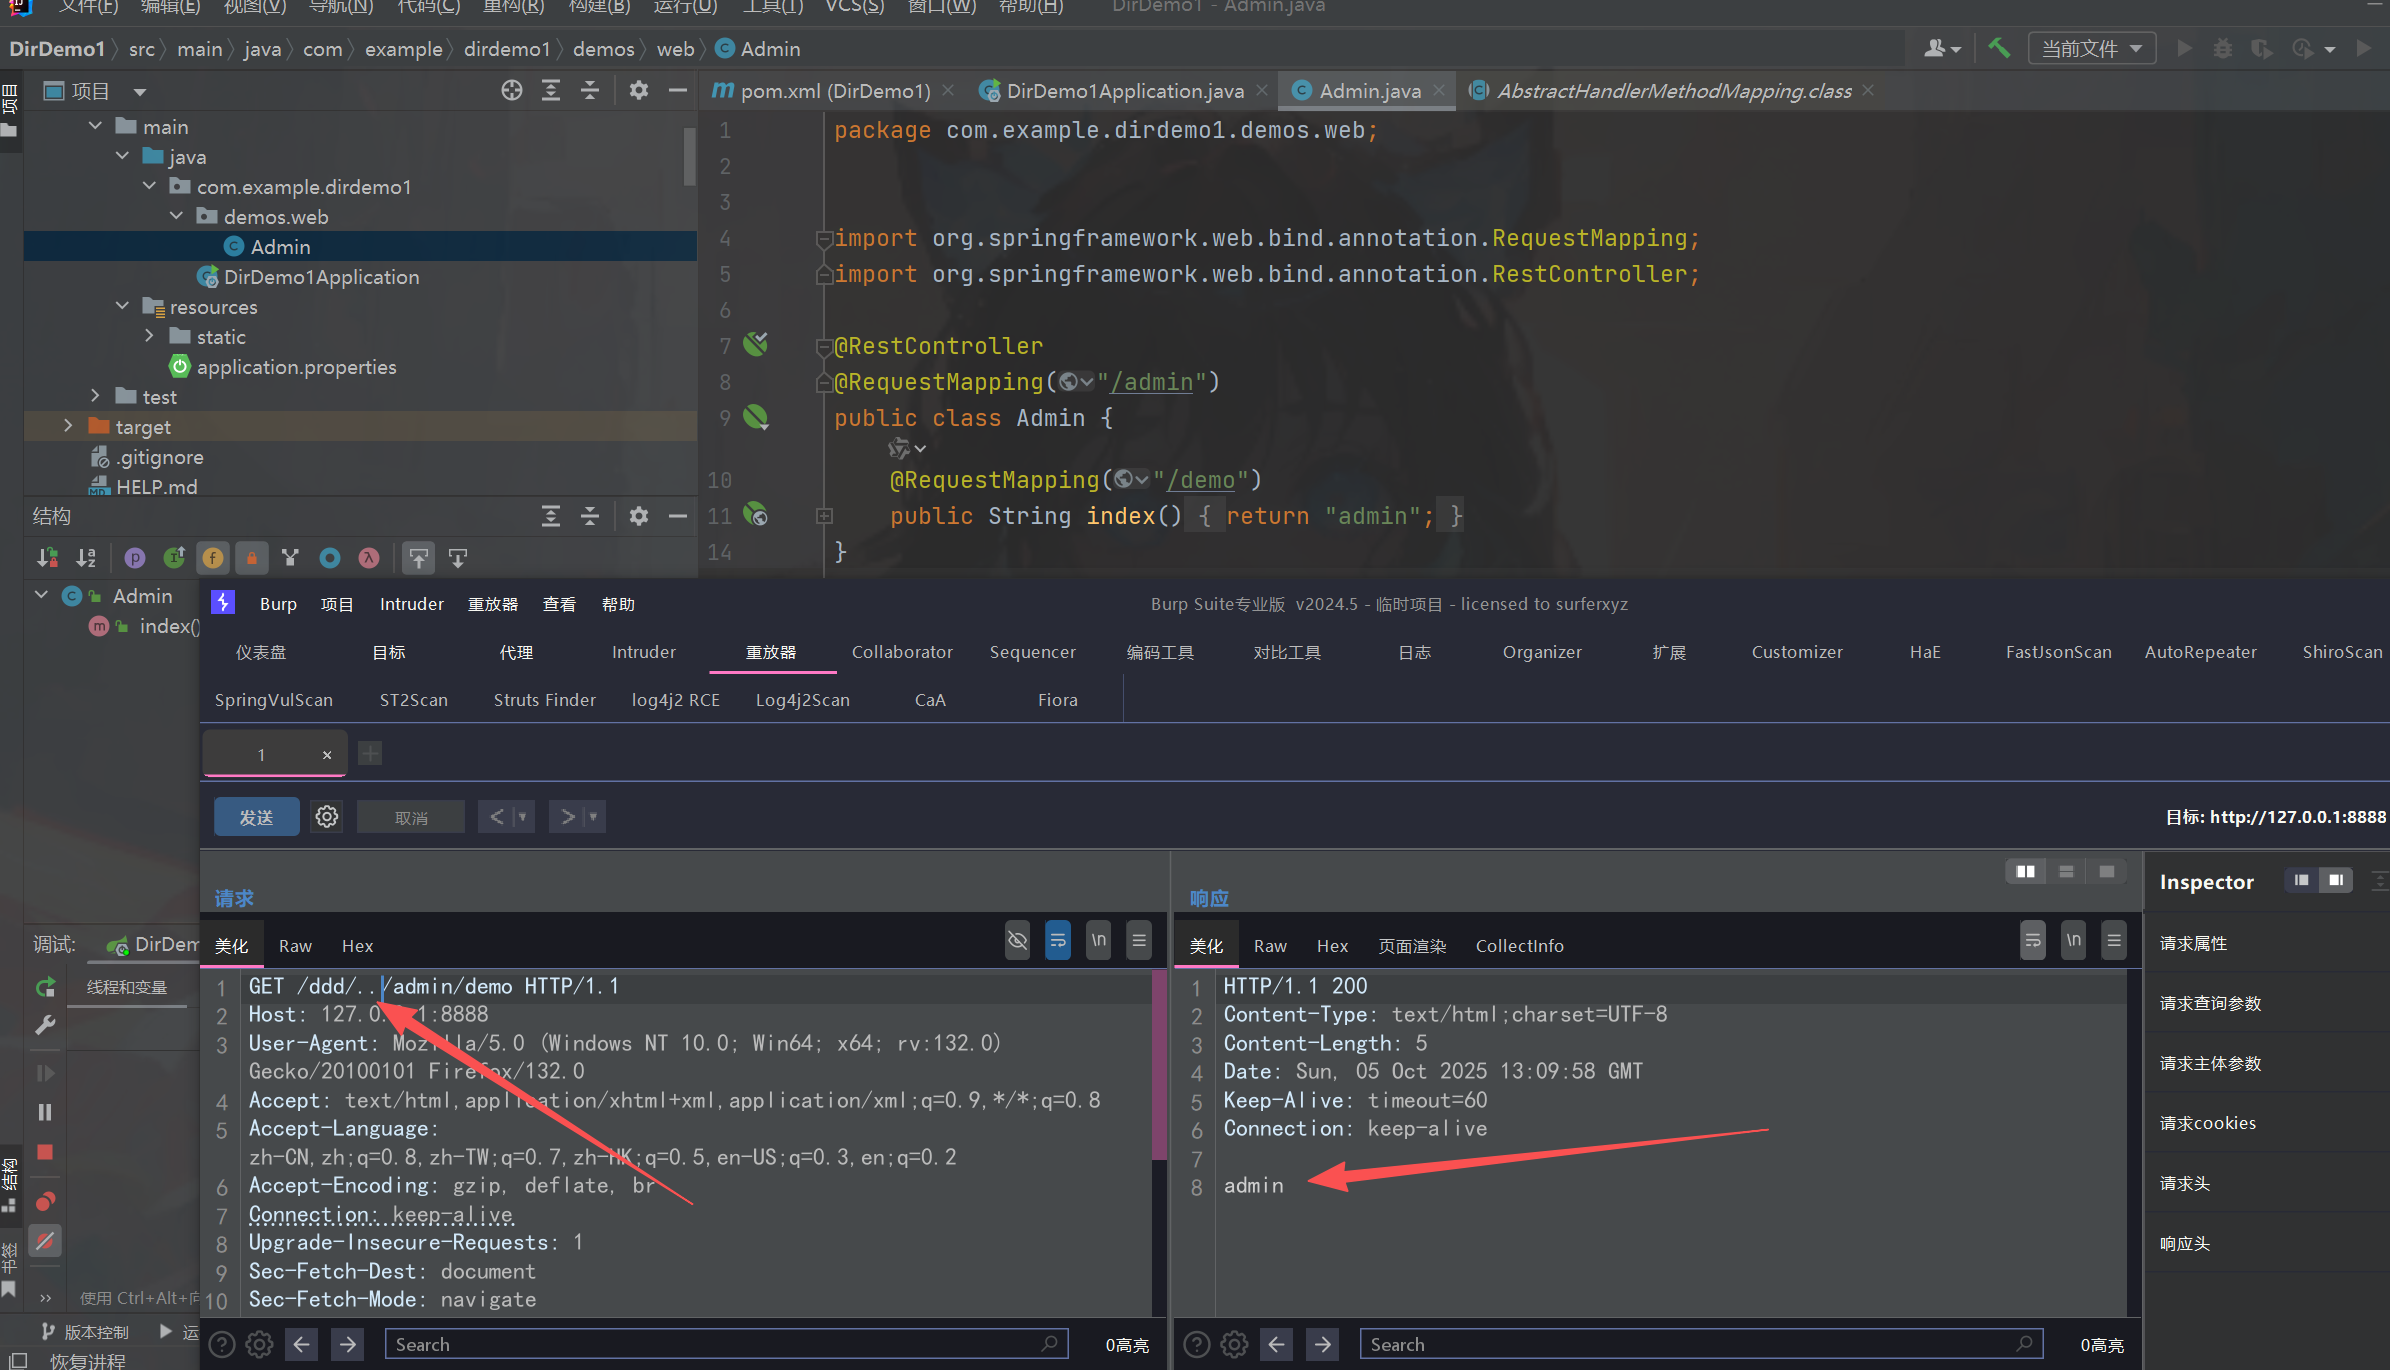 文件(F) 编辑(E) 视图(V) 导航(N) 代码(C) 重构(R) 构建(B) 运行(U) 工具(T) VCS(S) 窗口(W) 帮助(H) DirDemo1 - Admin.java
DirDemo1 src main java com example dirdemo1 demos web Admin
当前文件
项目
项目
pom.xml (DirDemo1)
DirDemo1Application.java
Admin.java
AbstractHandlerMethodMapping.class
main
java
com.example.dirdemo1
demos.web
Admin
DirDemo1Application
resources
static
application.properties
test
target
.gitignore
HELP.md
1 package com.example.dirdemo1.demos.web;
2
3
4 import org.springframework.web.bind.annotation.RequestMapping;
5 import org.springframework.web.bind.annotation.RestController;
6
7 @RestController
8 @RequestMapping("/admin")
9 public class Admin {
10 @RequestMapping("/demo")
11 public String index() { return "admin"; }
14 }
结构
Admin
index()
Burp 项目 Intruder 重放器 查看 帮助
Burp Suite专业版 v2024.5 - 临时项目 - licensed to surferxyz
仪表盘 目标 代理 Intruder 重放器 Collaborator Sequencer 编码工具 对比工具 日志 Organizer 扩展 Customizer HaE FastJsonScan AutoRepeater ShiroScan
SpringVulScan ST2Scan Struts Finder log4j2 RCE Log4j2Scan CaA Fiora
1 ×
发送 取消 < >
目标: http://127.0.0.1:8888
请求
美化 Raw Hex \n
1 GET /ddd/../admin/demo HTTP/1.1
2 Host: 127.0. .1:8888
3 User-Agent: Mozilla/5.0 (Windows NT 10.0; Win64; x64; rv:132.0)
Gecko/20100101 Firefox/132.0
4 Accept: text/html,application/xhtml+xml,application/xml;q=0.9,*/*;q=0.8
5 Accept-Language:
zh-CN,zh;q=0.8,zh-TW;q=0.7,zh-HK;q=0.5,en-US;q=0.3,en;q=0.2
6 Accept-Encoding: gzip, deflate, br
7 Connection: keep-alive
8 Upgrade-Insecure-Requests: 1
9 Sec-Fetch-Dest: document
10 Sec-Fetch-Mode: navigate
Search
0高亮
响应
美化 Raw Hex 页面渲染 CollectInfo \n
1 HTTP/1.1 200
2 Content-Type: text/html;charset=UTF-8
3 Content-Length: 5
4 Date: Sun, 05 Oct 2025 13:09:58 GMT
5 Keep-Alive: timeout=60
6 Connection: keep-alive
7
8 admin
Search
0高亮
Inspector
请求属性
请求查询参数
请求主体参数
请求cookies
请求头
响应头
调试: DirDem
线程和变量
结构
书签
使用 Ctrl+Alt+向
版本控制 运
恢复进程